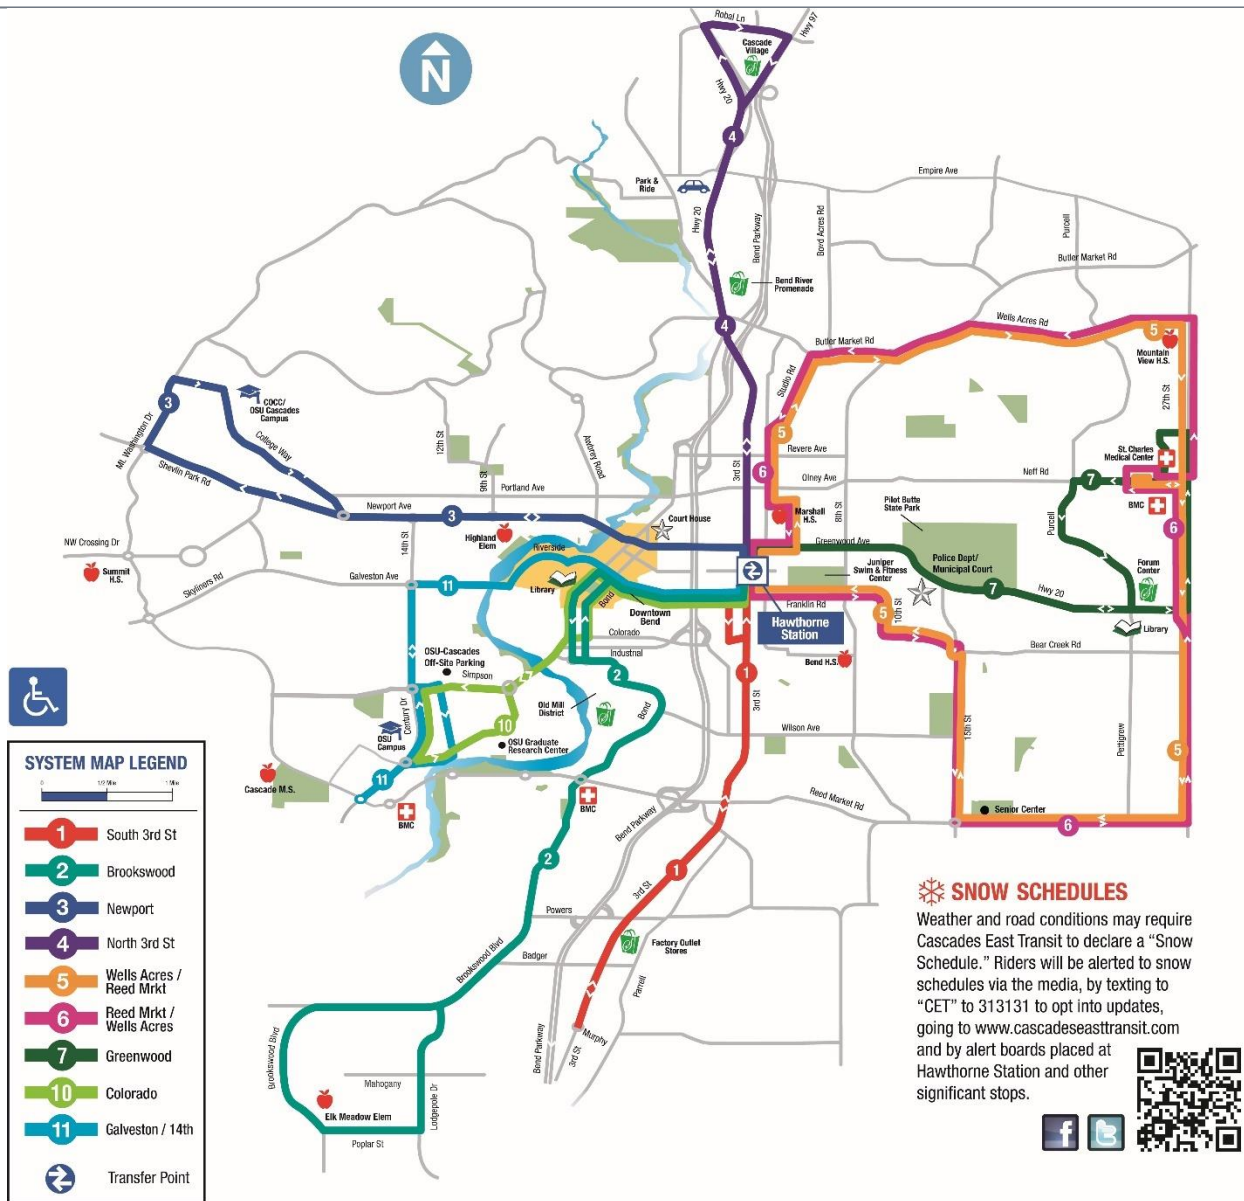 Robal Ln
Hwy 97
Cascade
Village
Hwy 20
N
4
Park &
Ride
Empire Ave
Hwy 20
Bend Parkway
Boyd Acres Rd
Purcell
Butler Market Rd
Bend River
Promenade
4
Wells Acres Rd
Butler Market Rd
5
Mountain
View H.S.
Studio Rd
27th St
3
COCC/
OSU Cascades
Campus
Mt. Washington Dr
College Way
12th St
Awbrey Road
3rd St
5
Revere Ave
6
St. Charles
Medical Center
Shevlin Park Rd
9th St
Portland Ave
Olney Ave
Neff Rd
7
BMC
Newport Ave
3
14th St
Highland
Elem
Court House
Marshall
H.S.
8th St
Pilot Butte
State Park
Purcell
6
NW Crossing Dr
Riverside
Greenwood Ave
Police Dept/
Municipal Court
Summit
H.S.
Skyliners Rd
Galveston Ave
11
Library
Bond
Downtown
Bend
Juniper
Swim & Fitness
Center
Hwy 20
7
Forum
Center
Franklin Rd
10th St
5
Hawthorne
Station
Library
Colorado
Industrial
Bend H.S.
Bear Creek Rd
OSU-Cascades
Off-Sita Parking
Simpson
2
1
Old Mill
District
Bond
3rd St
Century Dr
10
Wilson Ave
15th St
Pettigrew
OSU
Campus
OSU Graduate
Research Center
5
11
Cascade M.S.
BMC
BMC
Bend Parkway
Reed Market Rd
Senior Center
6
2
1
3rd St
Powers
Brookswood Blvd
Badger
Factory Outlet
Stores
Parrell
Bend Parkway
3rd St
Murphy
Brookswood Blvd
Mahogany
Lodgepole Dr
Elk Meadow Elem
Poplar St
SYSTEM MAP LEGEND
0 1/2 Mile 1 Mile
1 South 3rd St
2 Brookswood
3 Newport
4 North 3rd St
5 Wells Acres /
Reed Mrkt
6 Reed Mrkt /
Wells Acres
7 Greenwood
10 Colorado
11 Galveston / 14th
Transfer Point
SNOW SCHEDULES
Weather and road conditions may require
Cascades East Transit to declare a “Snow
Schedule.” Riders will be alerted to snow
schedules via the media, by texting to
“CET” to 313131 to opt into updates,
going to www.cascadeseasttransit.com
and by alert boards placed at
Hawthorne Station and other
significant stops.